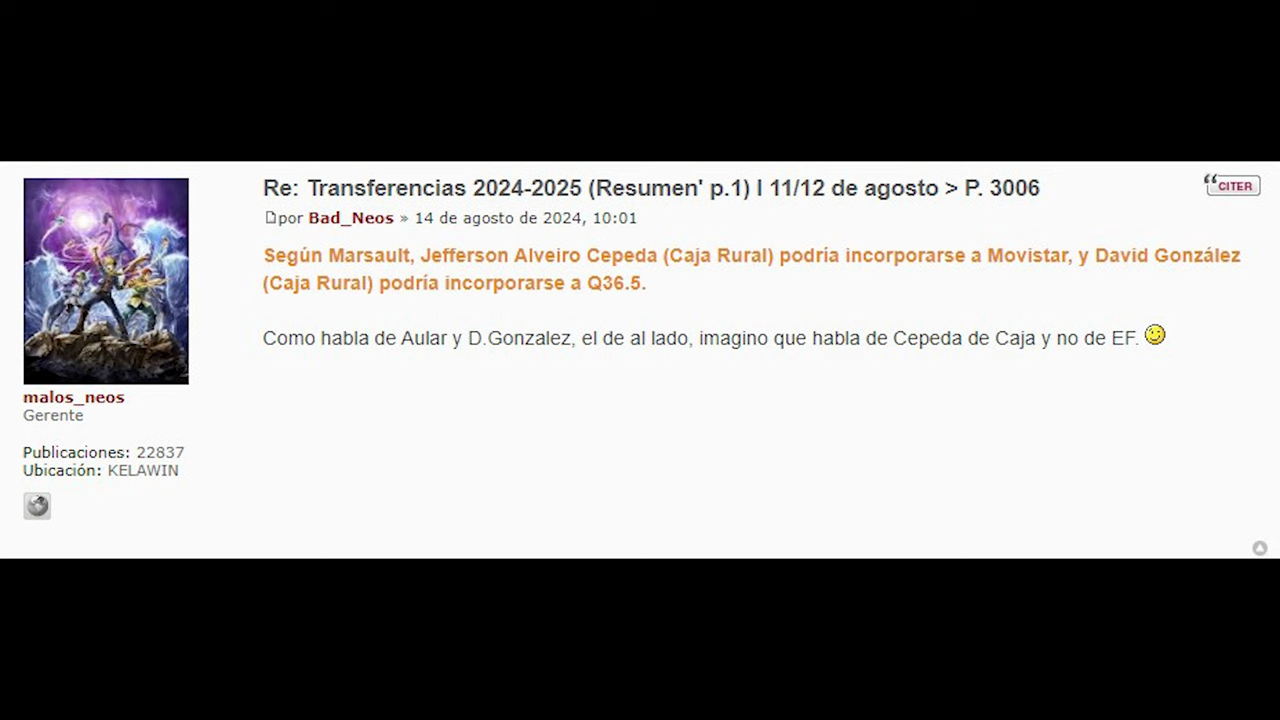 Re: Transferencias 2024-2025 (Resumen' p.1) I 11/12 de agosto > P. 3006
CITER
por Bad_Neos » 14 de agosto de 2024, 10:01
Según Marsault, Jefferson Alveiro Cepeda (Caja Rural) podría incorporarse a Movistar, y David González
(Caja Rural) podría incorporarse a Q36.5.
Como habla de Aular y D.Gonzalez, el de al lado, imagino que habla de Cepeda de Caja y no de EF.
malos_neos
Gerente
Publicaciones: 22837
Ubicación: KELAWIN